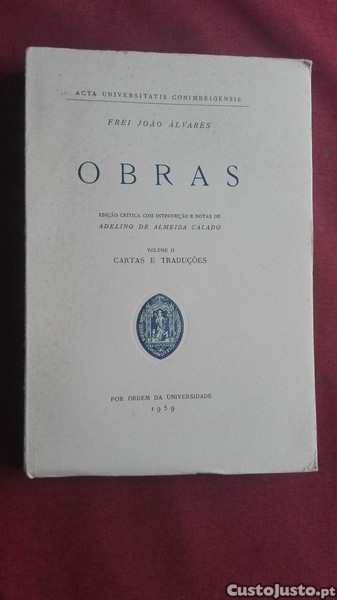 ACTA UNIVERSITATIS CONIMBRIGENSIS
FREI JOÃO ÁLVARES
OBRAS
EDIÇÃO CRÍTICA COM INTRODUÇÃO E NOTAS DE
ADELINO DE ALMEIDA CALADO
VOLUME II
CARTAS E TRADUÇÕES
POR ORDEM DA UNIVERSIDADE
1959
CustoJusto.pt